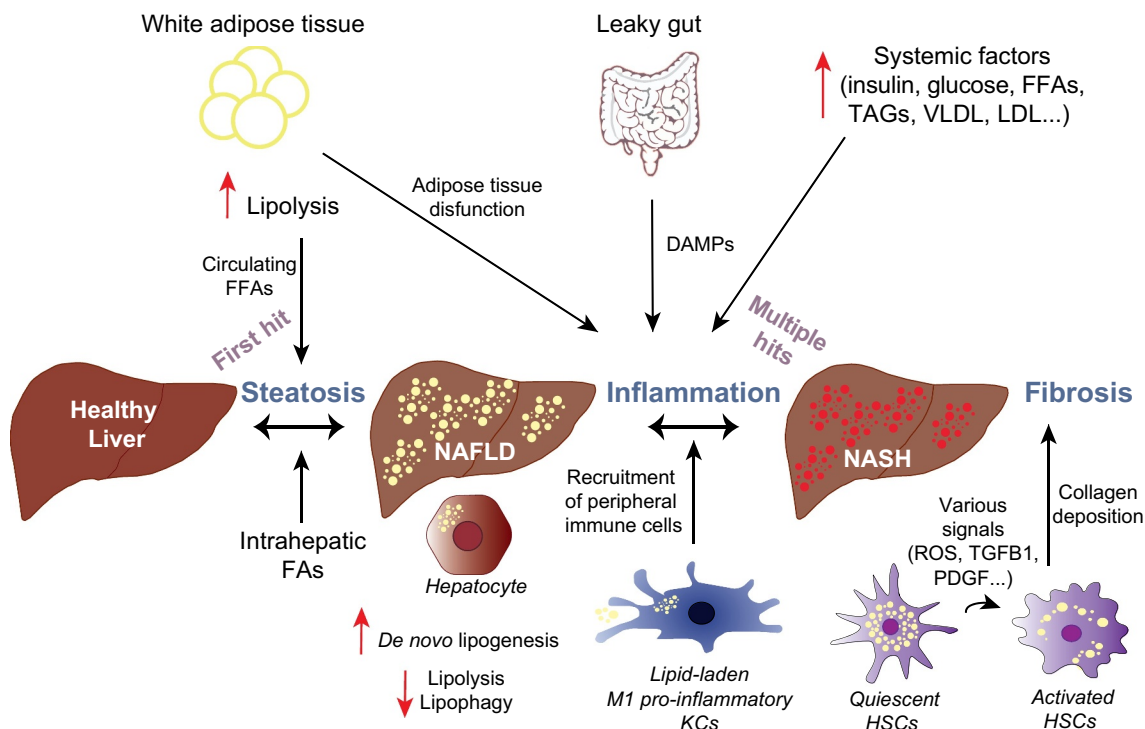 White adipose tissue
Leaky gut
Systemic factors
(insulin, glucose, FFAs,
TAGs, VLDL, LDL...)
Lipolysis
Adipose tissue
disfunction
DAMPs
Circulating
FFAs
First hit
Multiple
hits
Healthy
Liver
Steatosis
NAFLD
Inflammation
NASH
Fibrosis
Intrahepatic
FAs
Hepatocyte
De novo lipogenesis
Lipolysis
Lipophagy
Recruitment
of peripheral
immune cells
Lipid-laden
M1 pro-inflammatory
KCs
Various
signals
(ROS, TGFB1,
PDGF...)
Collagen
deposition
Quiescent
HSCs
Activated
HSCs